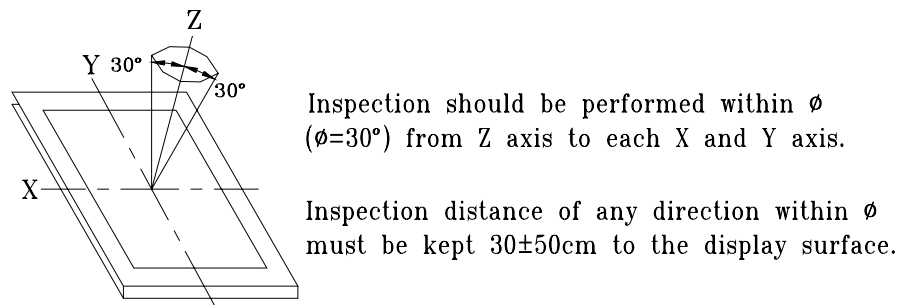 Z
Y 30°
30°
X
Inspection should be performed within ø
(ø=30°) from Z axis to each X and Y axis.
Inspection distance of any direction within ø
must be kept 30±50cm to the display surface.